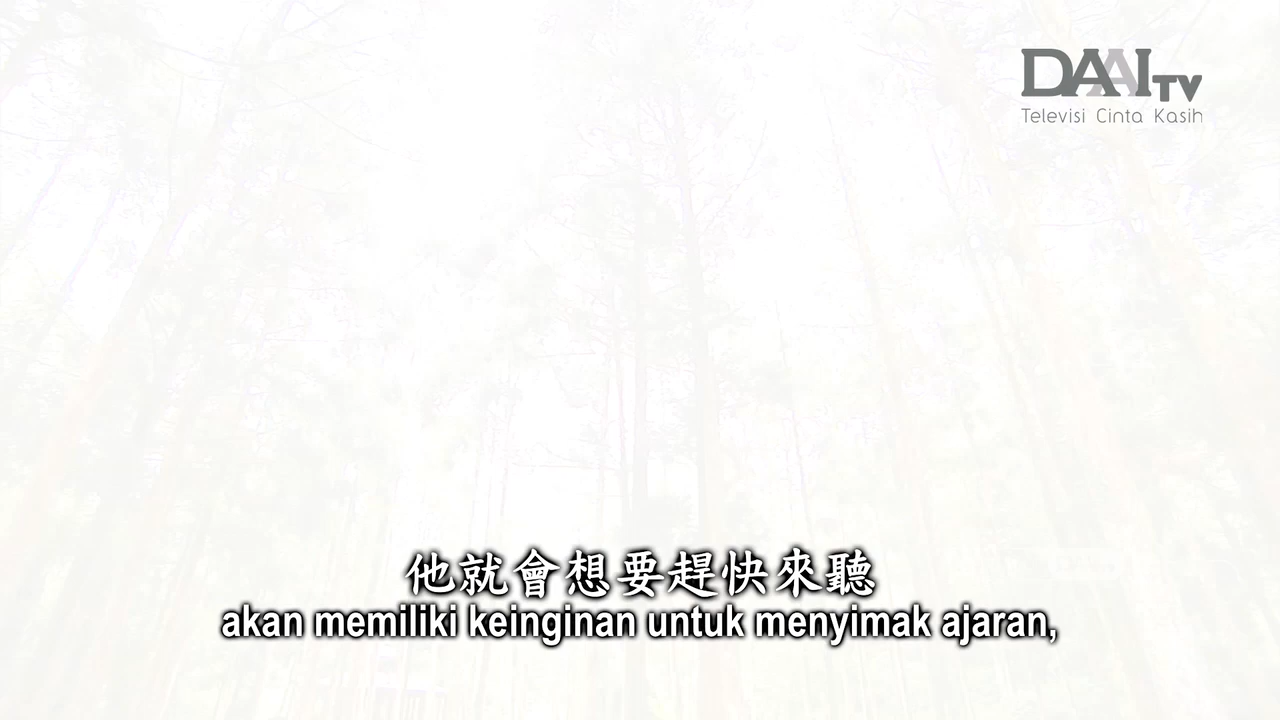 DAAI TV
Televisi Cinta Kasih
他就會想要趕快來聽
akan memiliki keinginan untuk menyimak ajaran,